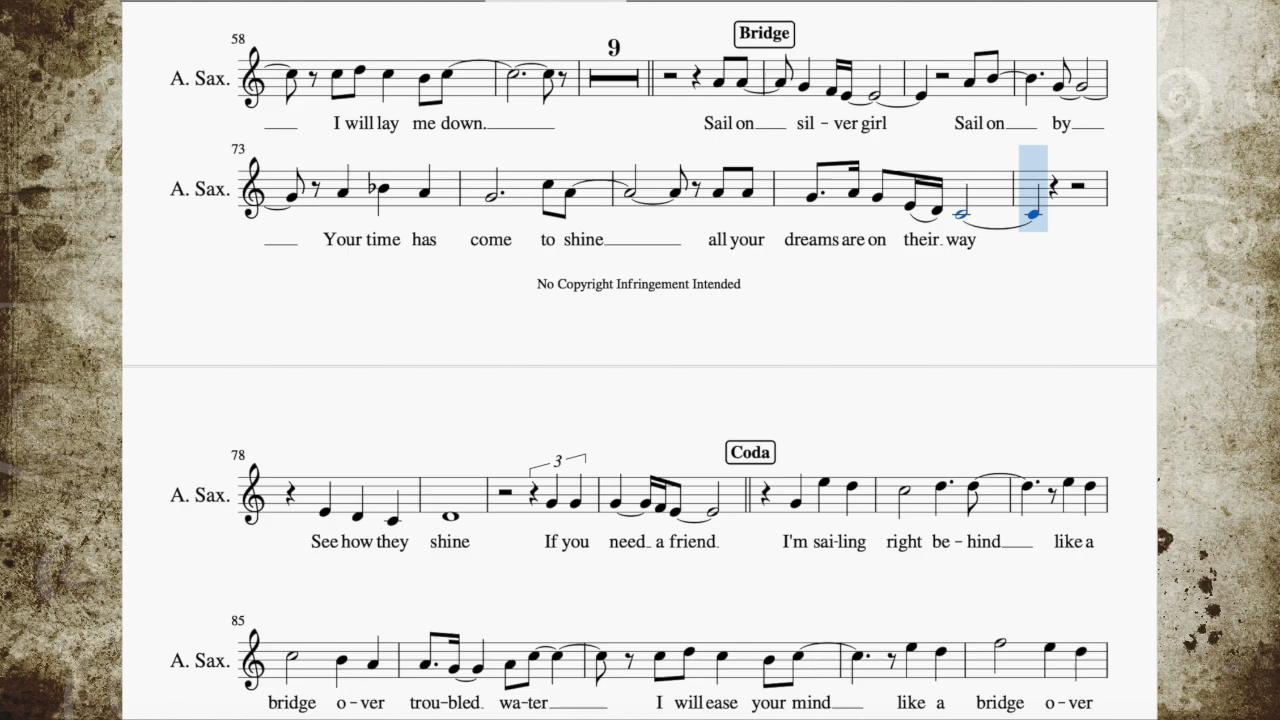 Bridge
58
9
A. Sax.
I will lay me down. Sail on sil - ver girl Sail on by
73
A. Sax.
Your time has come to shine all your dreams are on their way
No Copyright Infringement Intended
Coda
78
3
A. Sax.
See how they shine If you need a friend. I'm sai-ling right be - hind like a
85
A. Sax.
bridge o - ver trou-bled. wa-ter I will ease your mind like a bridge o - ver